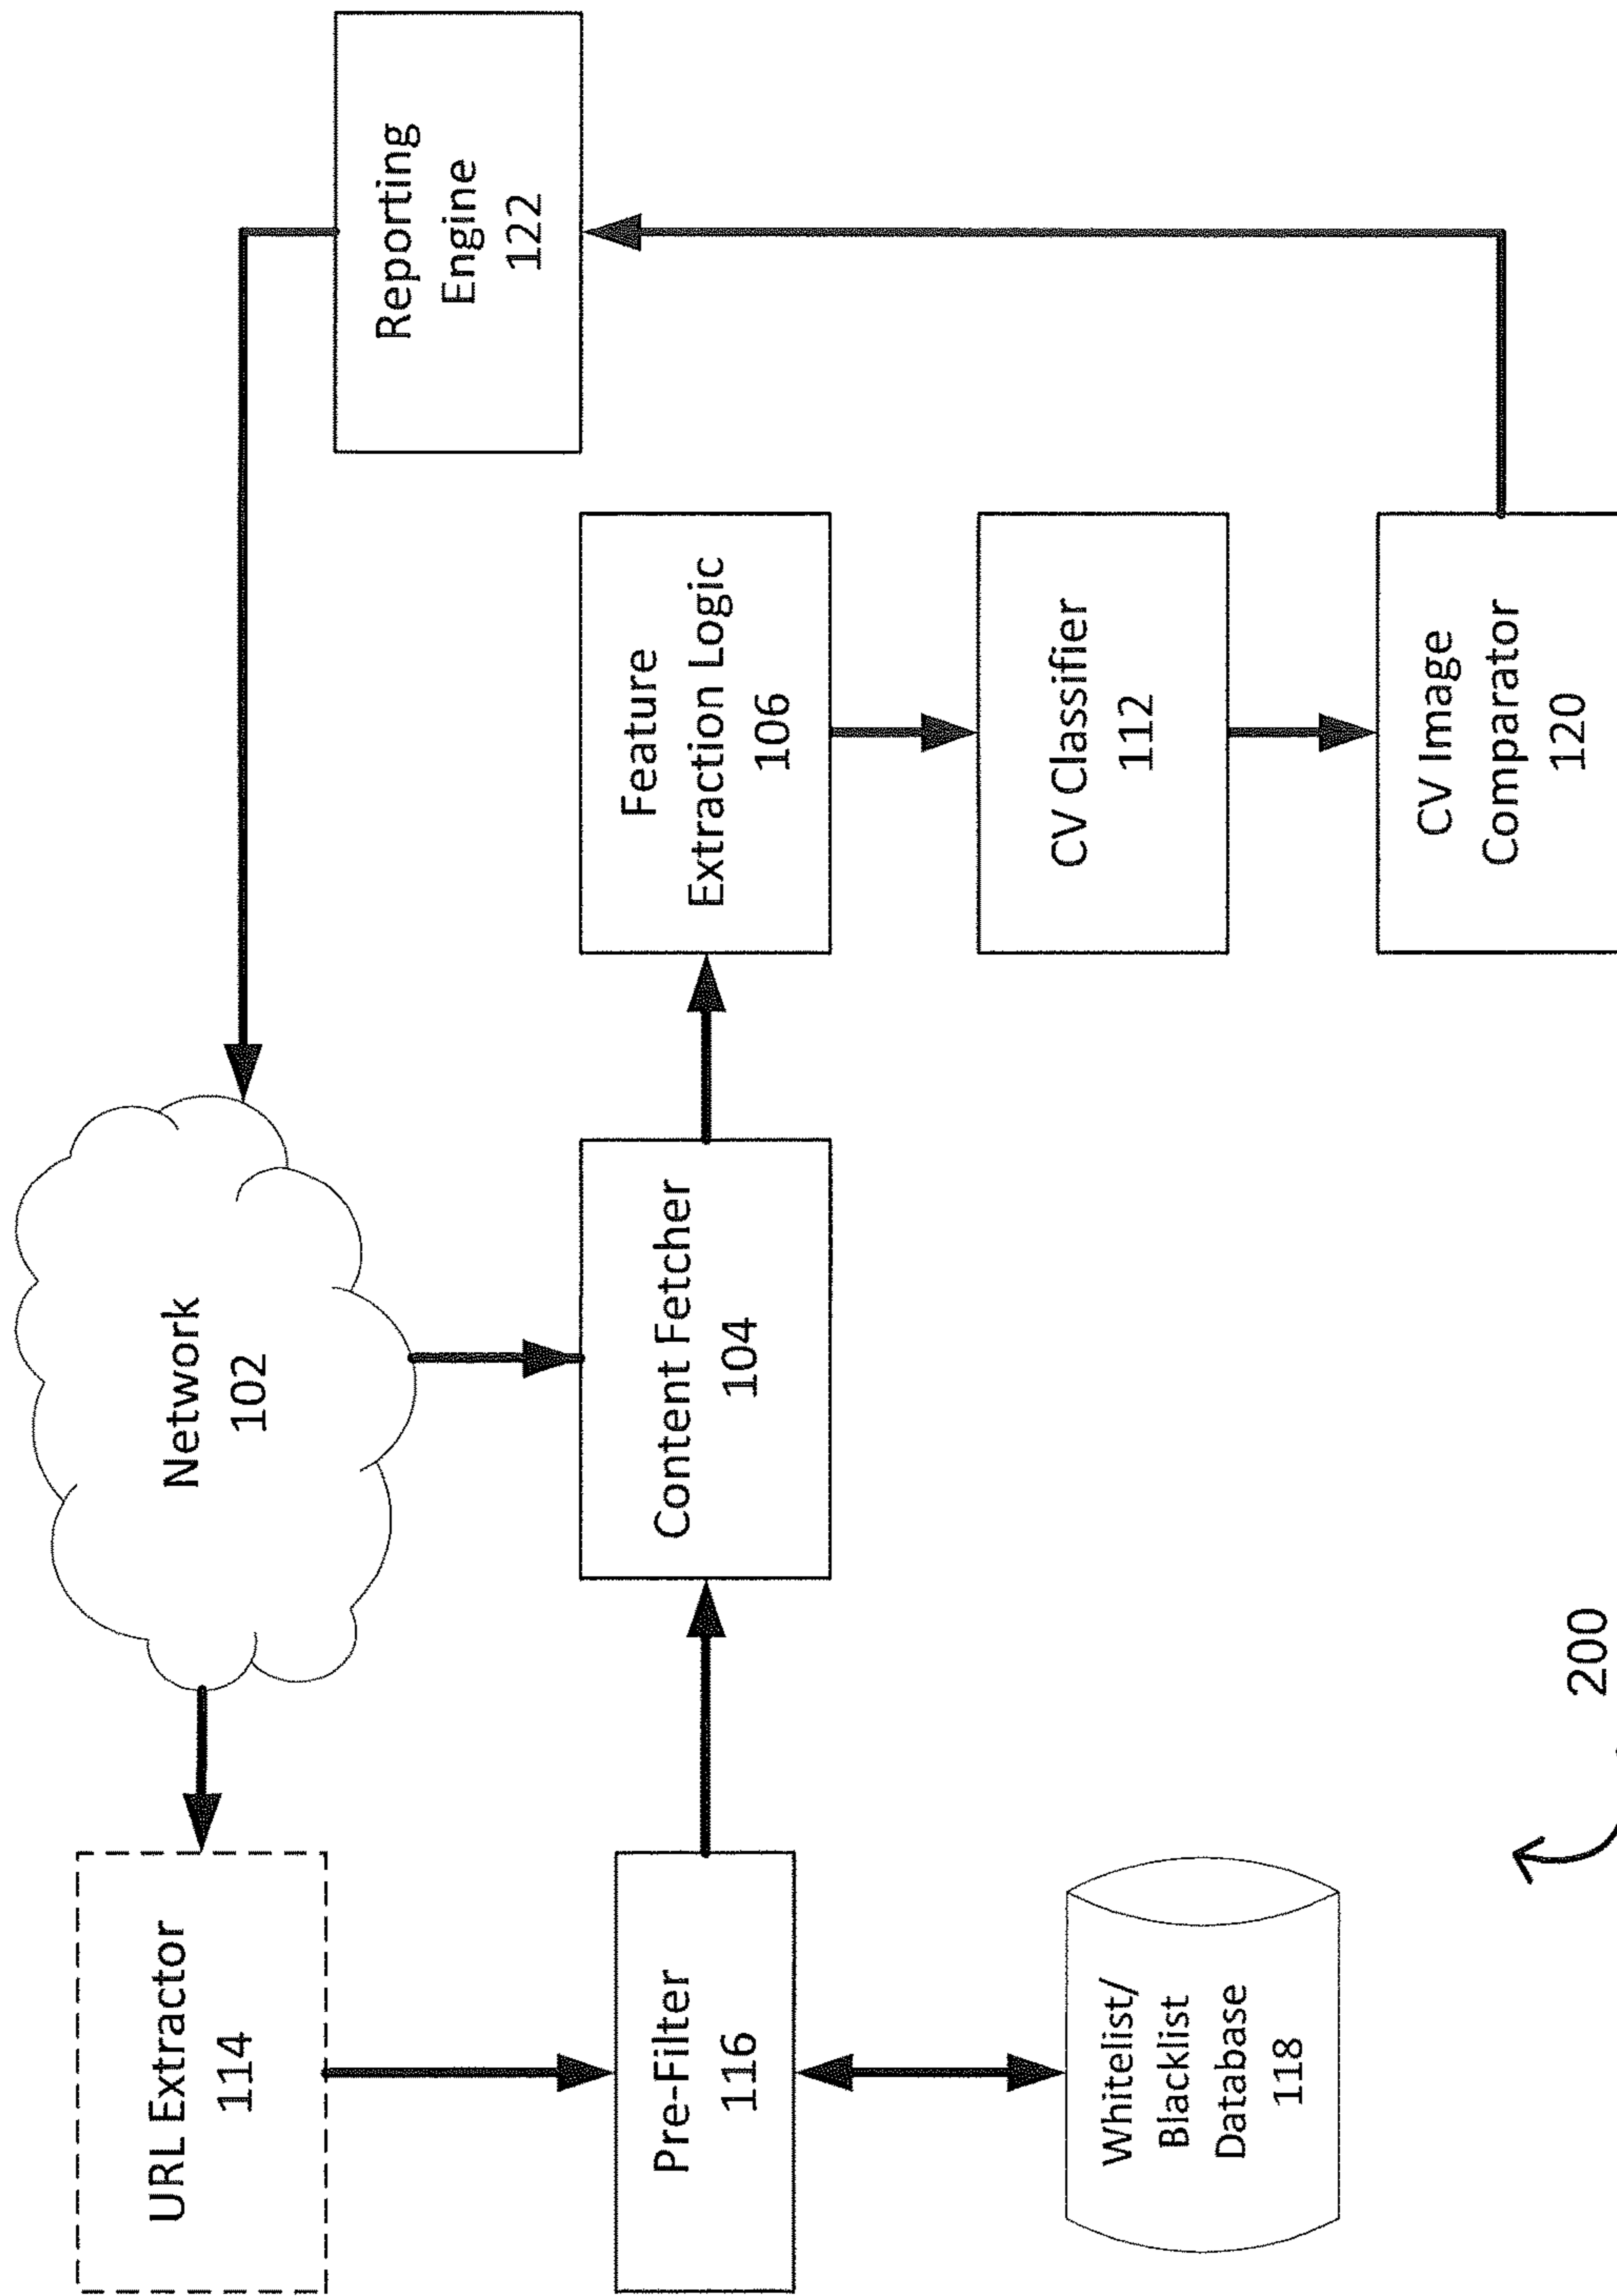 URL Extractor
114
Network
102
Reporting
Engine
122
Pre-Filter
116
Content Fetcher
104
Feature
Extraction Logic
106
Whitelist/
Blacklist
Database
118
CV Classifier
112
CV Image
Comparator
120
200